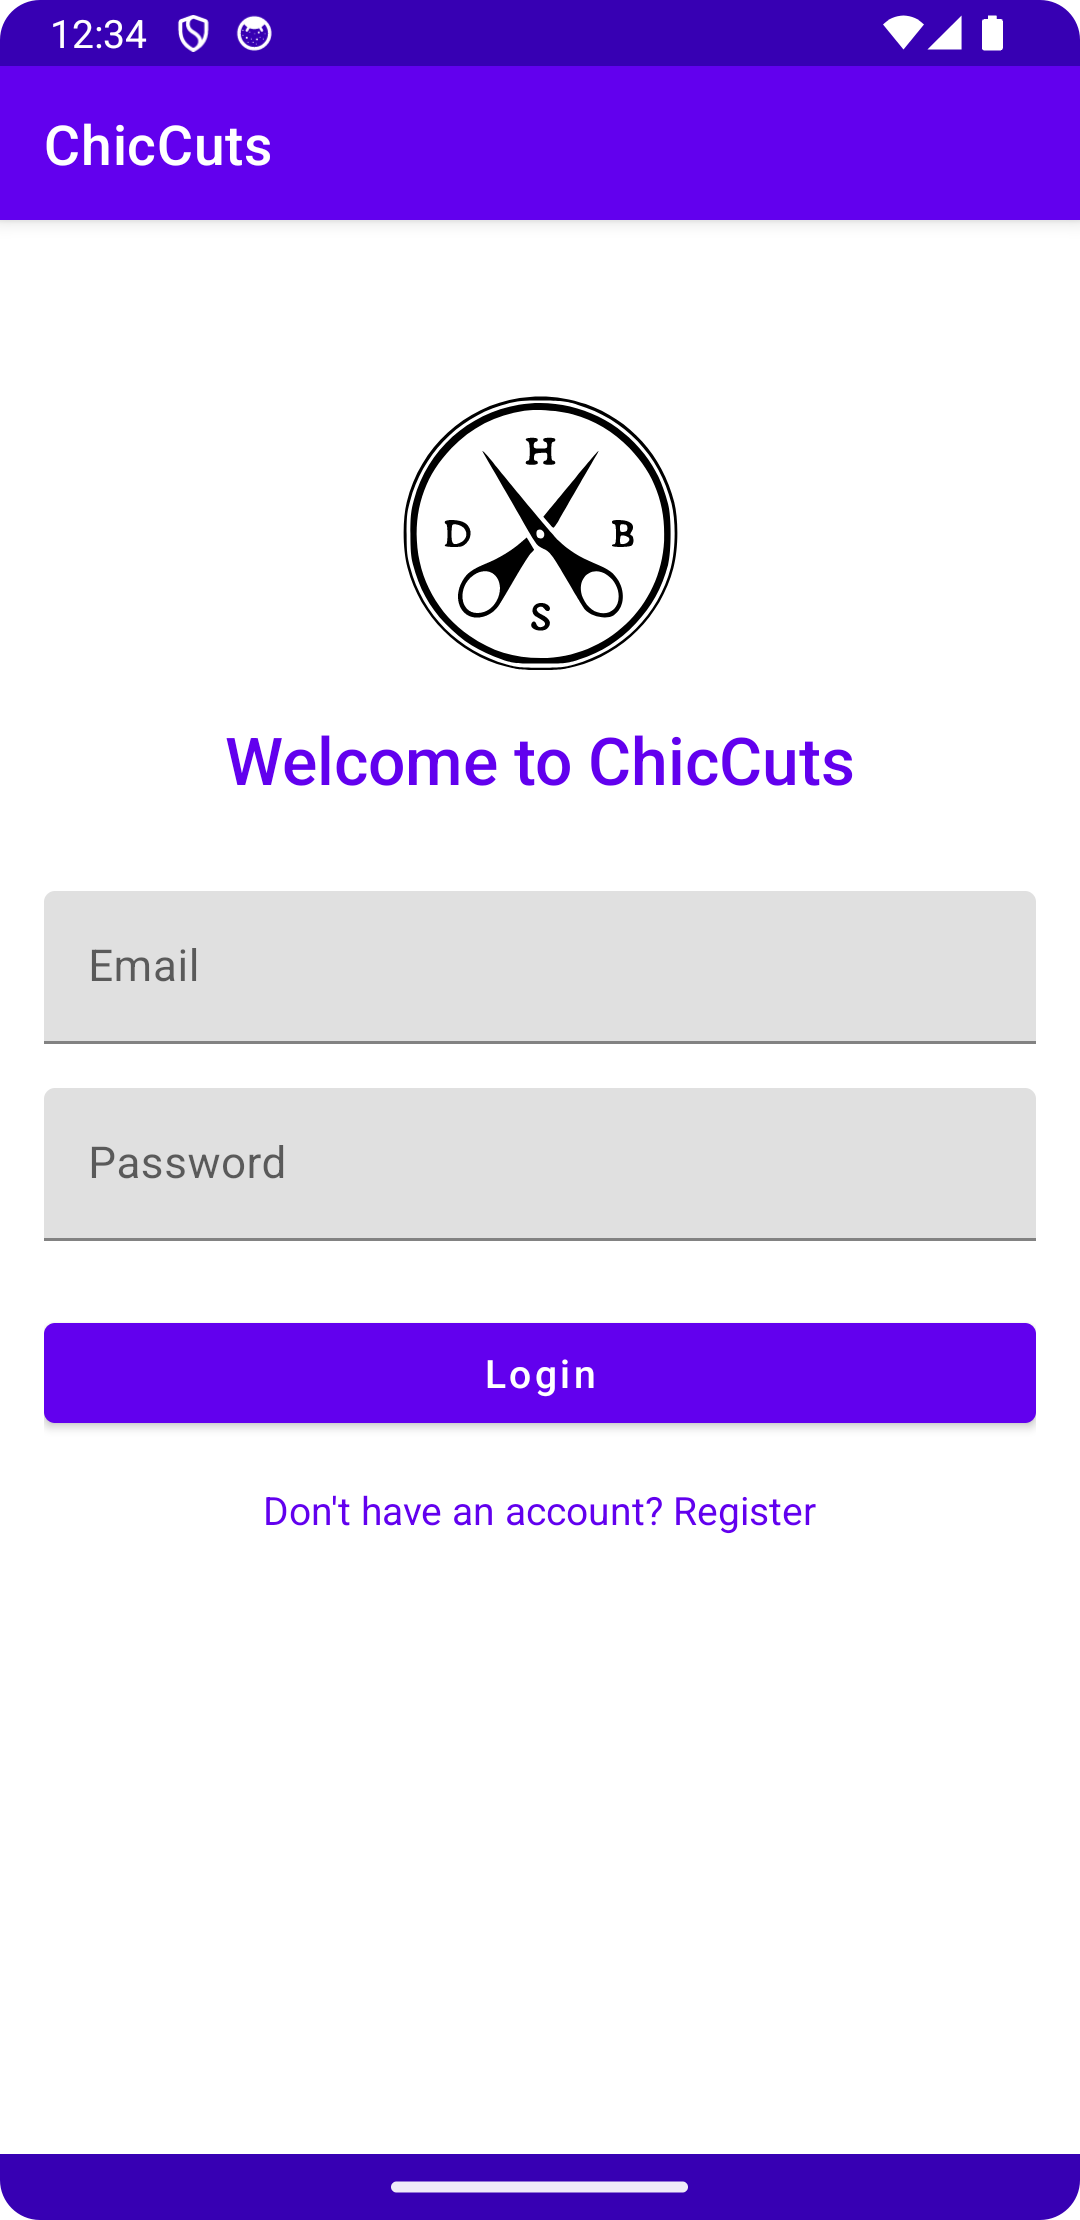 12:34
ChicCuts
H
D B
S
Welcome to ChicCuts
Email
Password
Login
Don't have an account? Register